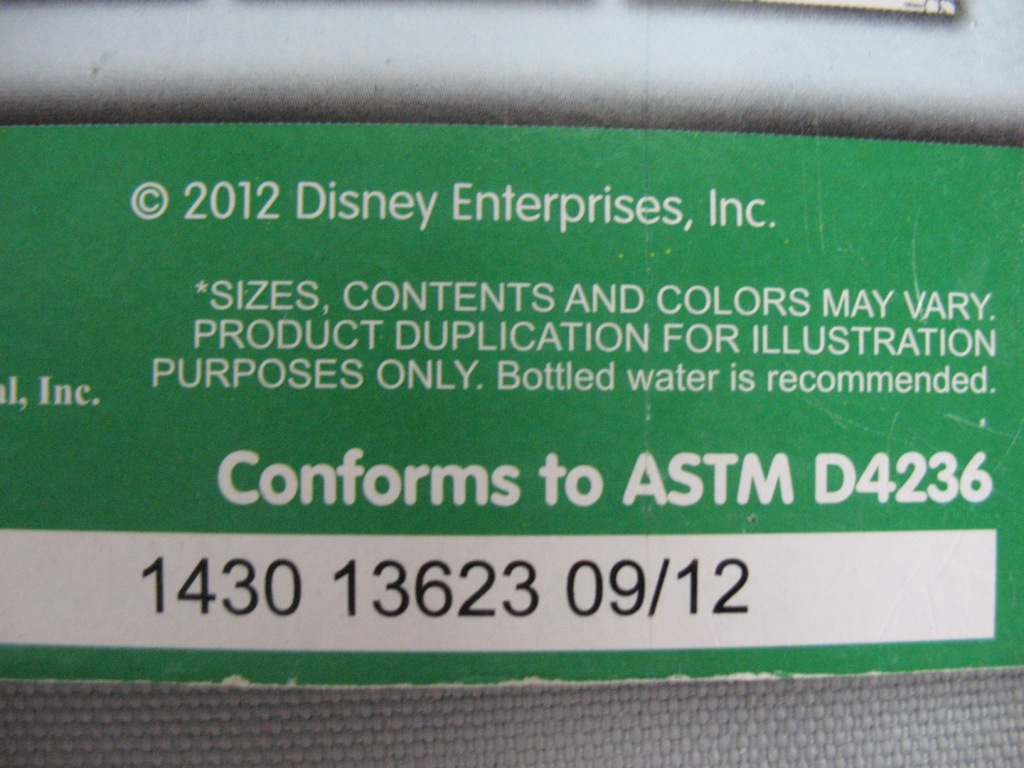 © 2012 Disney Enterprises, Inc.
*SIZES, CONTENTS AND COLORS MAY VARY.
PRODUCT DUPLICATION FOR ILLUSTRATION
PURPOSES ONLY. Bottled water is recommended.
Inc.
Conforms to ASTM D4236
1430 13623 09/12